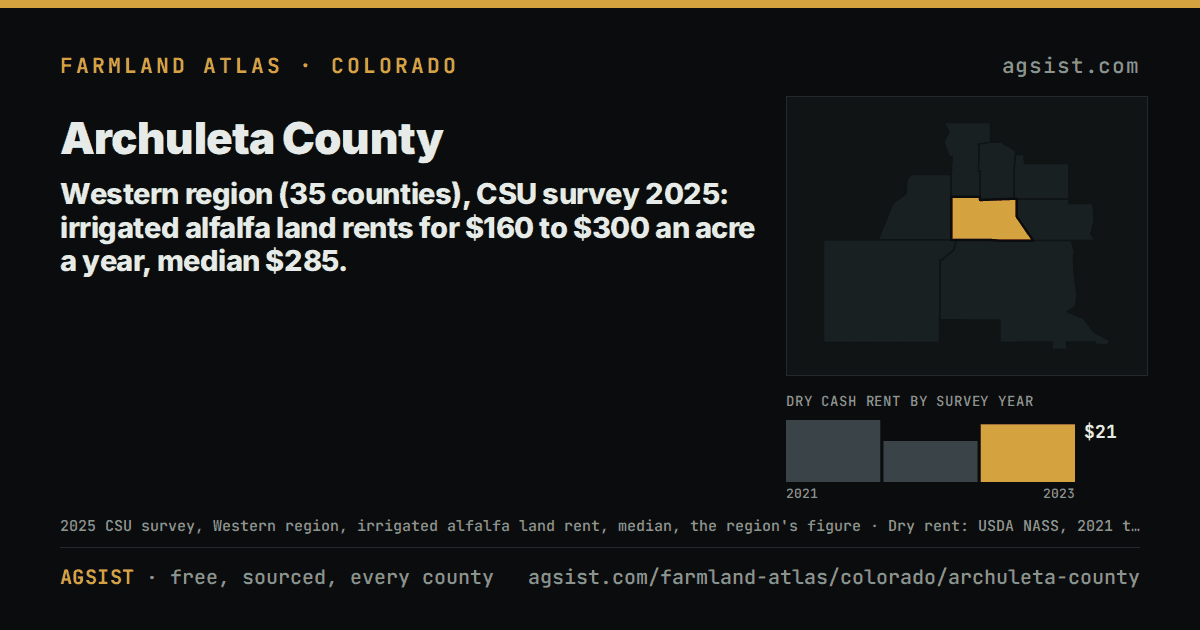 FARMLAND ATLAS · COLORADO
agsist.com
Archuleta County
Western region (35 counties), CSU survey 2025:
irrigated alfalfa land rents for $160 to $300 an acre
a year, median $285.
DRY CASH RENT BY SURVEY YEAR
$21
2021
2023
2025 CSU survey, Western region, irrigated alfalfa land rent, median, the region's figure · Dry rent: USDA NASS, 2021 t…
AGSIST · free, sourced, every county
agsist.com/farmland-atlas/colorado/archuleta-county